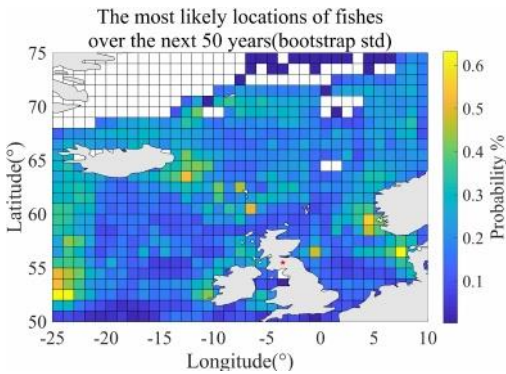 The most likely locations of fishes
over the next 50 years(bootstrap std)
75
70
65
60
55
50
Latitude(°)
-25 -20 -15 -10 -5 0 5 10
Longitude(°)
0.6
0.5
0.4
0.3
0.2
0.1
Probability %